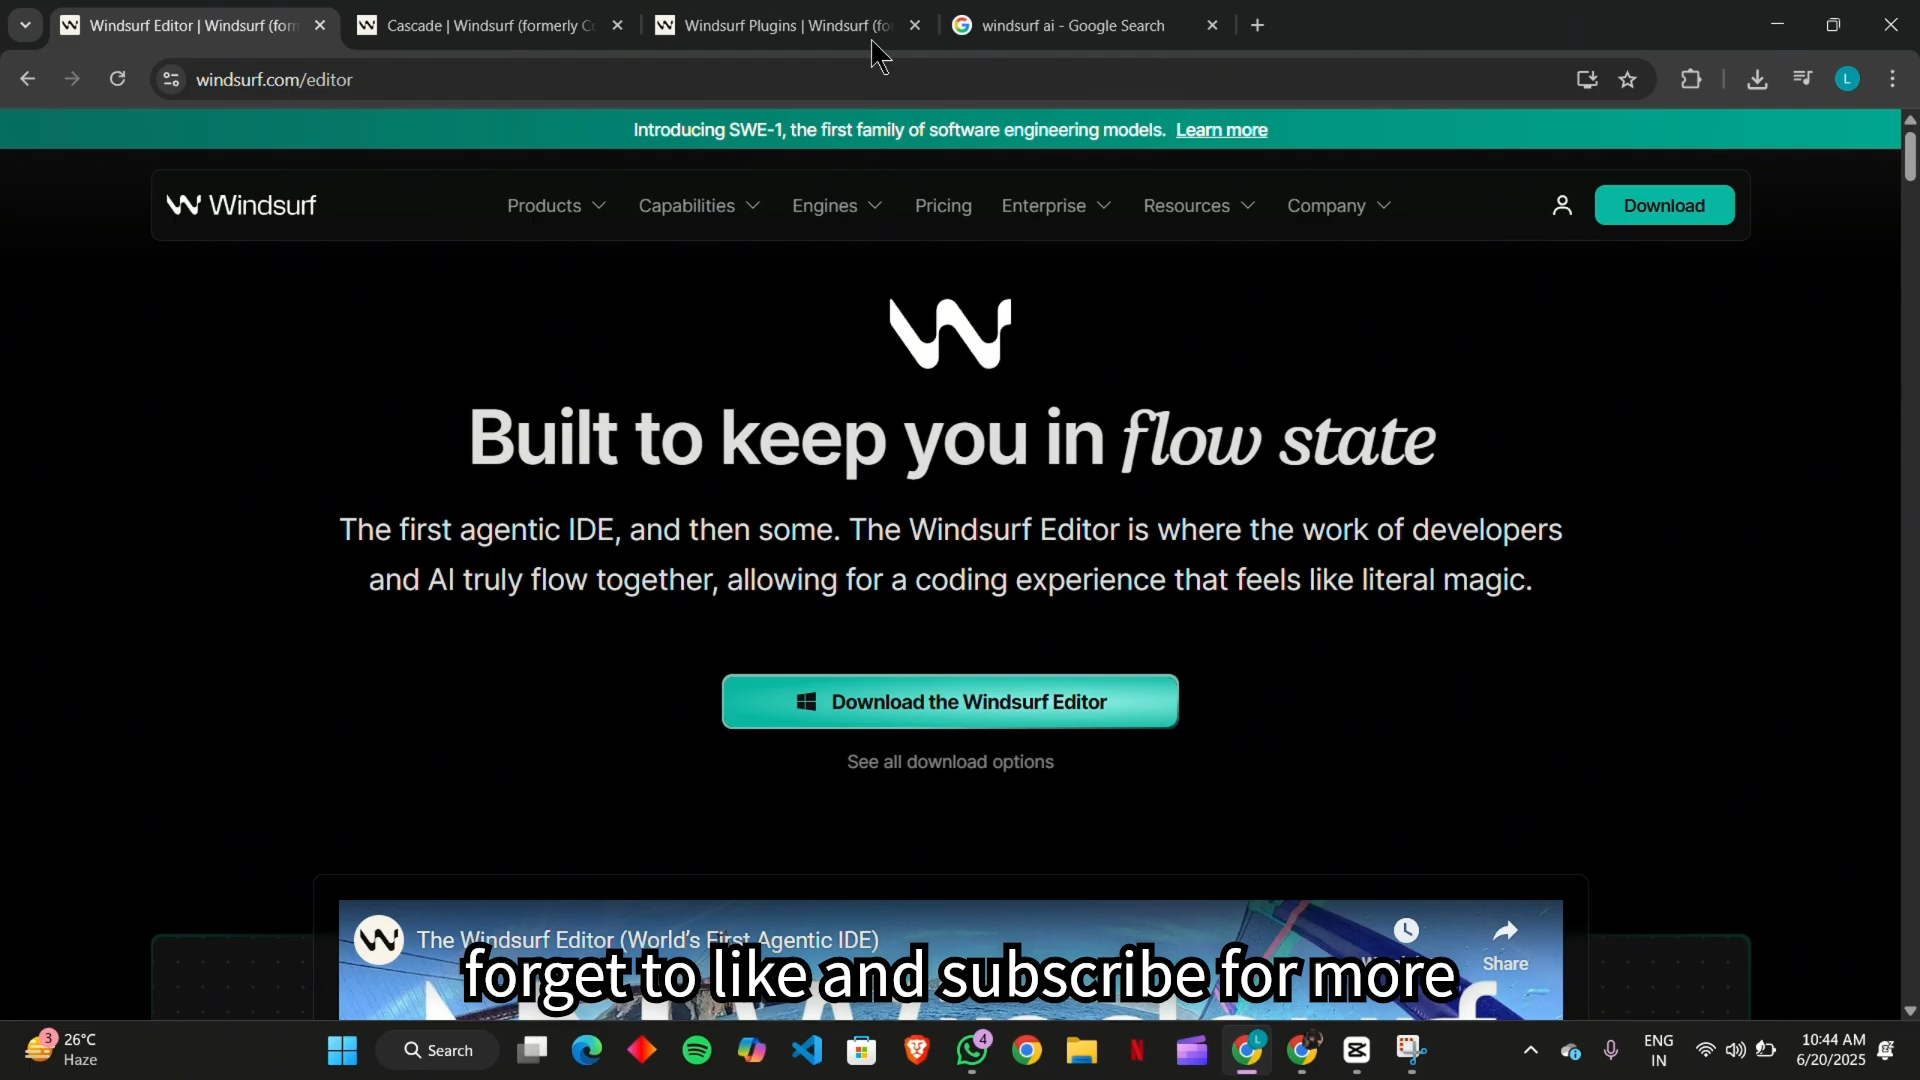 Windsurf Editor | Windsurf (form
Cascade | Windsurf (formerly Co
Windsurf Plugins | Windsurf (fo
windsurf ai - Google Search
windsurf.com/editor
L
Introducing SWE-1, the first family of software engineering models. Learn more
Windsurf
Products
Capabilities
Engines
Pricing
Enterprise
Resources
Company
Download
Built to keep you in flow state
The first agentic IDE, and then some. The Windsurf Editor is where the work of developers
and AI truly flow together, allowing for a coding experience that feels like literal magic.
Download the Windsurf Editor
See all download options
The Windsurf Editor (World's First Agentic IDE)
Share
forget to like and subscribe for more
3
26°C
Haze
Search
4
L
ENG
IN
10:44 AM
6/20/2025